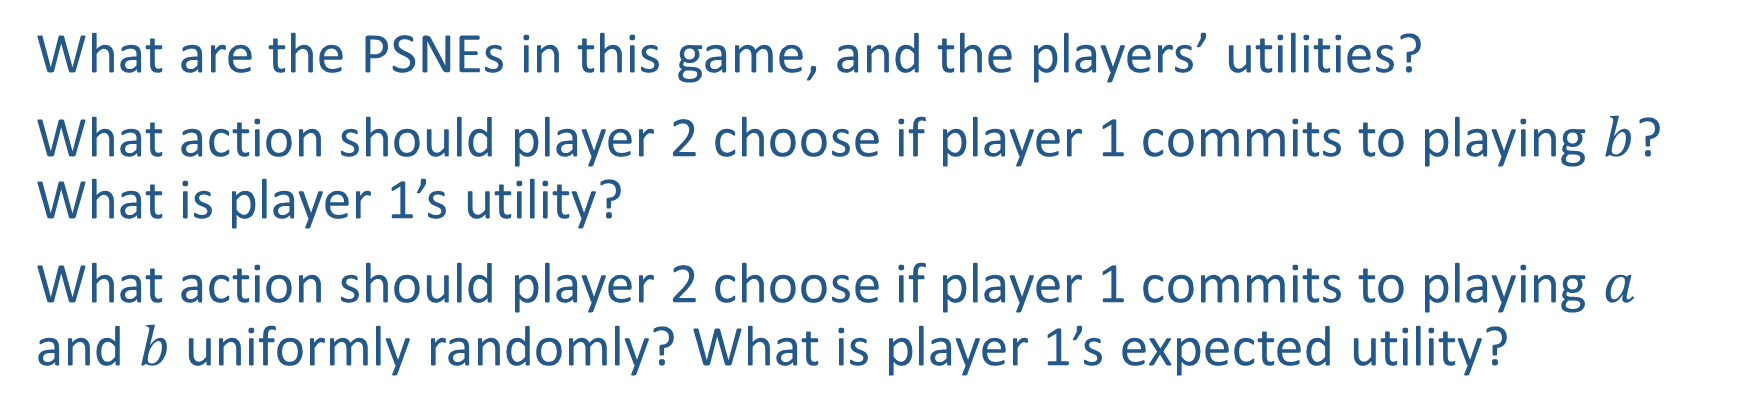 What are the PSNEs in this game, and the players’ utilities?
What action should player 2 choose if player 1 commits to playing b?
What is player 1’s utility?
What action should player 2 choose if player 1 commits to playing a
and b uniformly randomly? What is player 1’s expected utility?